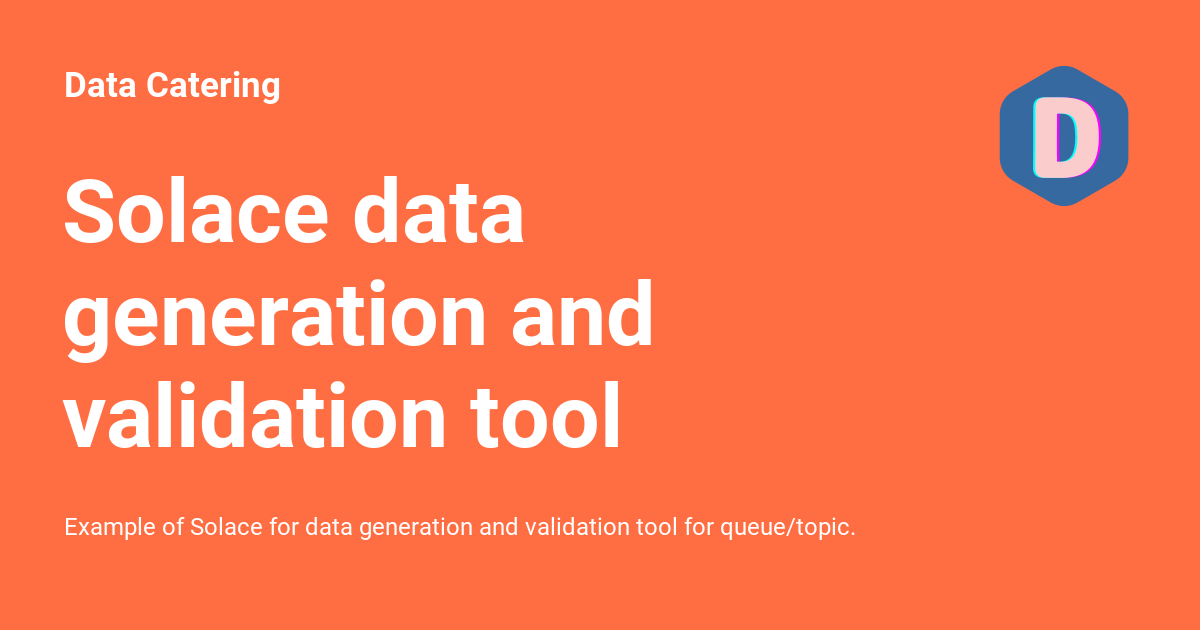 Data Catering
D
Solace data
generation and
validation tool
Example of Solace for data generation and validation tool for queue/topic.